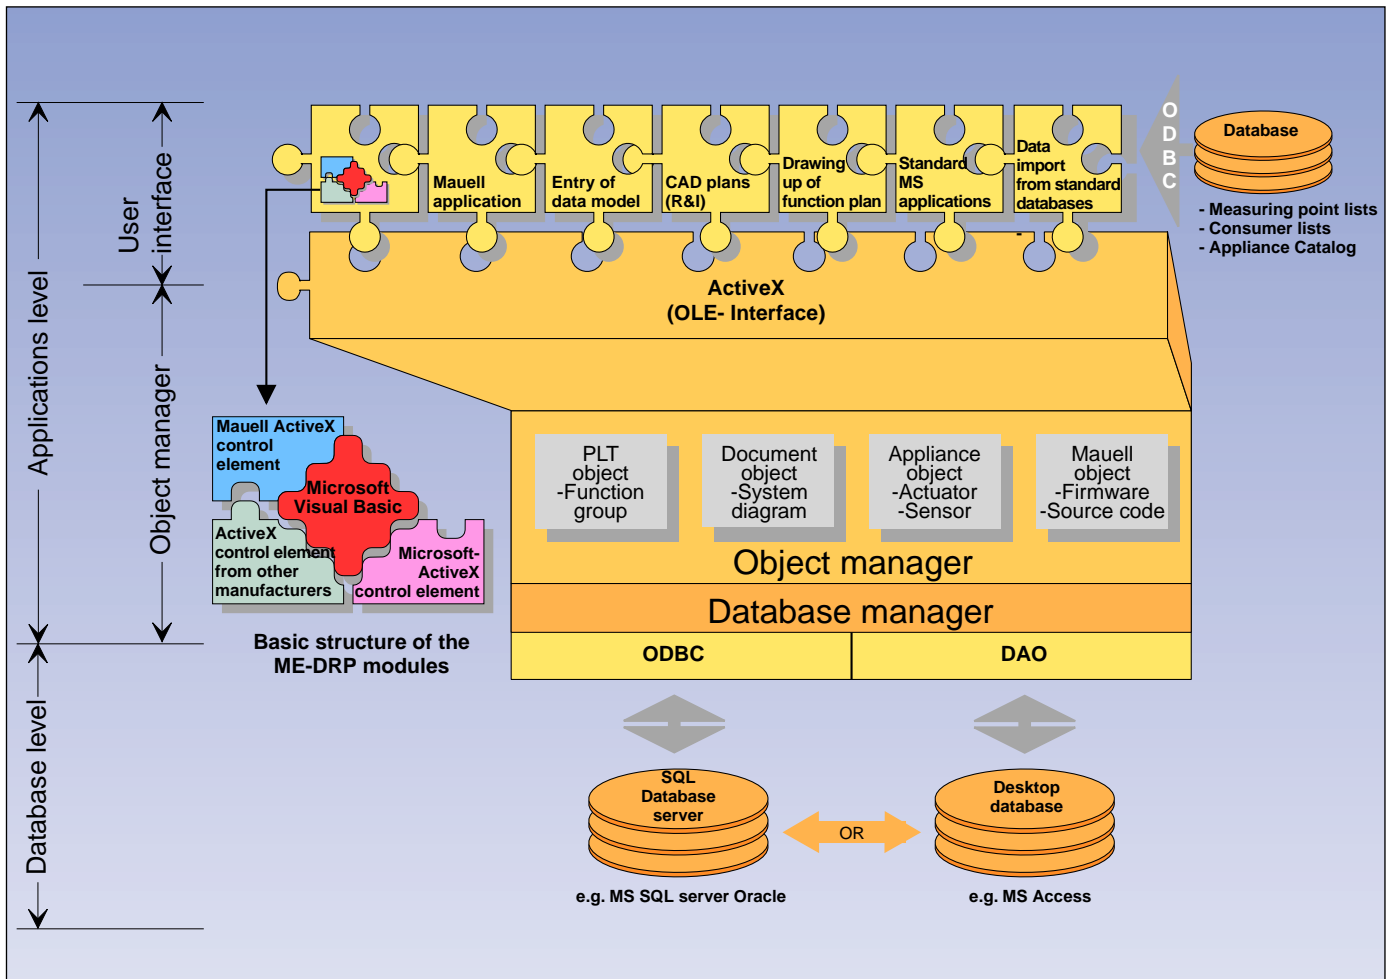 Applications level
User
interface
Object manager
Database level
Mauell
application
Entry of
data model
CAD plans
(R&I)
Drawing
up of
function plan
Standard
MS
applications
Data
import
from standard
databases
O
D
B
C
Database
- Measuring point lists
- Consumer lists
- Appliance Catalog
ActiveX
(OLE- Interface)
Mauell ActiveX
control
element
Microsoft
Visual Basic
ActiveX
control element
from other
manufacturers
Microsoft-
ActiveX
control element
Basic structure of the
ME-DRP modules
PLT
object
-Function
group
Document
object
-System
diagram
Appliance
object
-Actuator
-Sensor
Mauell
object
-Firmware
-Source code
Object manager
Database manager
ODBC
DAO
SQL
Database
server
OR
Desktop
database
e.g. MS SQL server Oracle
e.g. MS Access